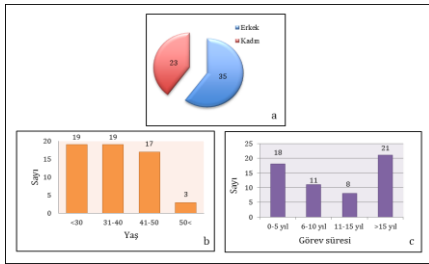 Erkek
Kadın
23
35
a
19 19 17 3
20
15
10
5
0
Sayı
<30 31-40 41-50 50<
Yaş
b
18 11 8 21
25
20
15
10
5
0
Sayı
0-5 yıl 6-10 yıl 11-15 yıl >15 yıl
Görev süresi
c